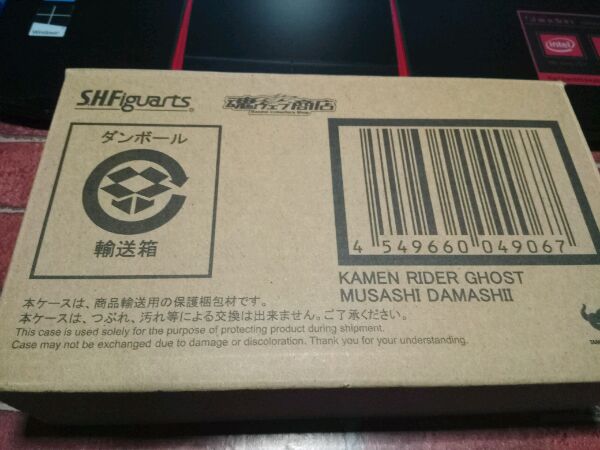 Windows
intel
S.H.Figuarts
魂ウェブ商店
ダンボール
輸送箱
4 549660 049067
KAMEN RIDER GHOST
MUSASHI DAMASHII
本ケースは、商品輸送用の保護梱包材です。
本ケースは、つぶれ、汚れ等による交換は出来ません。ご了承ください。
This case is used solely for the purpose of protecting product during shipment.
Case may not be exchanged due to damage or discoloration. Thank you for your understanding.